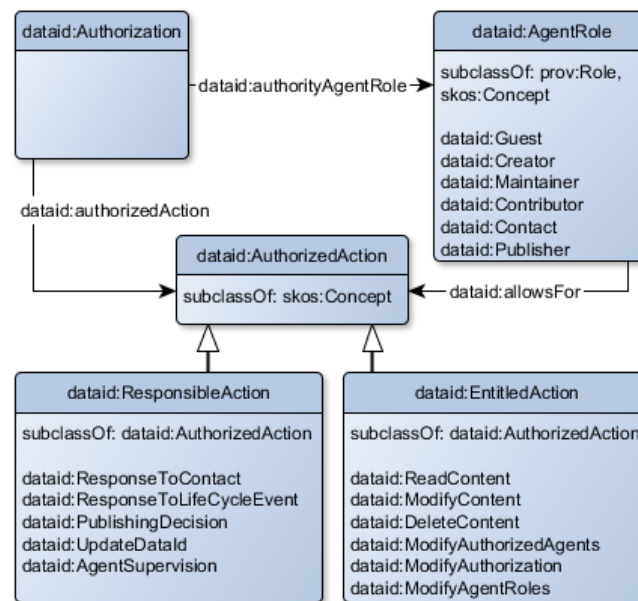 dataid:Authorization
dataid:authorityAgentRole
dataid:AgentRole
subclassOf: prov:Role,
skos:Concept
dataid:Guest
dataid:Creator
dataid:Maintainer
dataid:Contributor
dataid:Contact
dataid:Publisher
dataid:authorizedAction
dataid:AuthorizedAction
subclassOf: skos:Concept
dataid:allowsFor
dataid:ResponsibleAction
subclassOf: dataid:AuthorizedAction
dataid:ResponseToContact
dataid:ResponseToLifeCycleEvent
dataid:PublishingDecision
dataid:UpdateDataId
dataid:AgentSupervision
dataid:EntitledAction
subclassOf: dataid:AuthorizedAction
dataid:ReadContent
dataid:ModifyContent
dataid:DeleteContent
dataid:ModifyAuthorizedAgents
dataid:ModifyAuthorization
dataid:ModifyAgentRoles